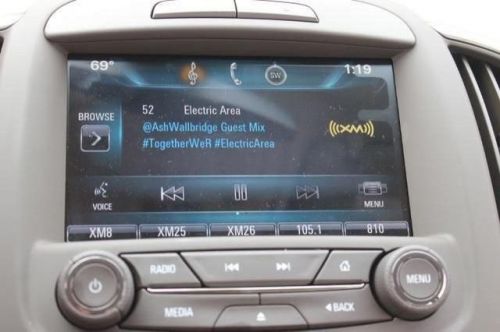 69°
SW
1:19
52 Electric Area
BROWSE
@AshWallbridge Guest Mix
#TogetherWeR #ElectricArea
((XM))
VOICE
MENU
XM8 XM25 XM26 105.1 810
RADIO
MENU
MEDIA
BACK